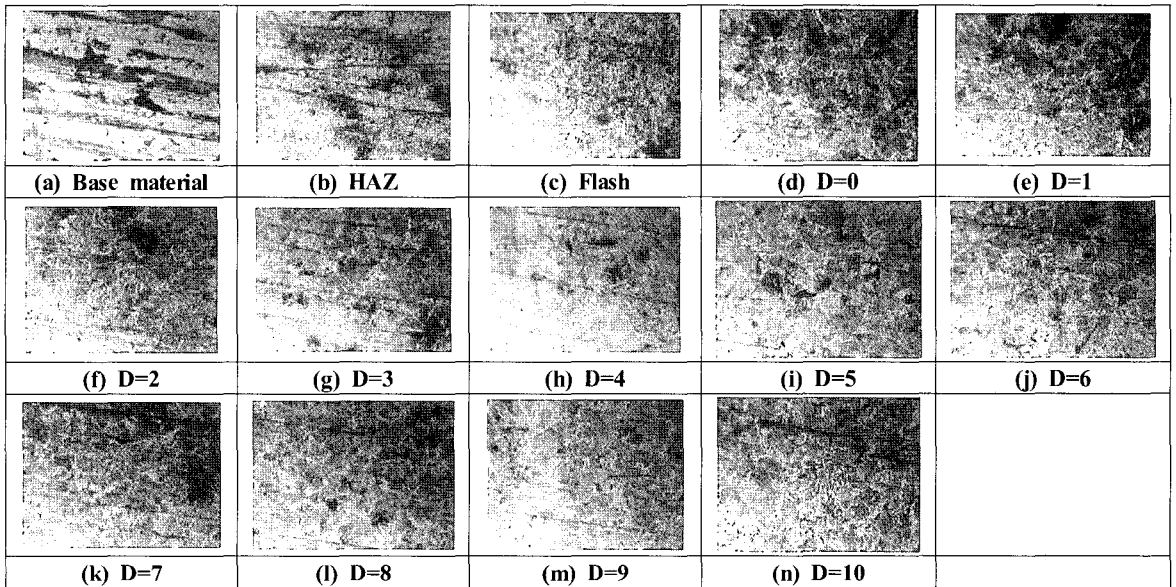 (a) Base material (b) HAZ (c) Flash (d) D=0 (e) D=1
(f) D=2 (g) D=3 (h) D=4 (i) D=5 (j) D=6
(k) D=7 (l) D=8 (m) D=9 (n) D=10